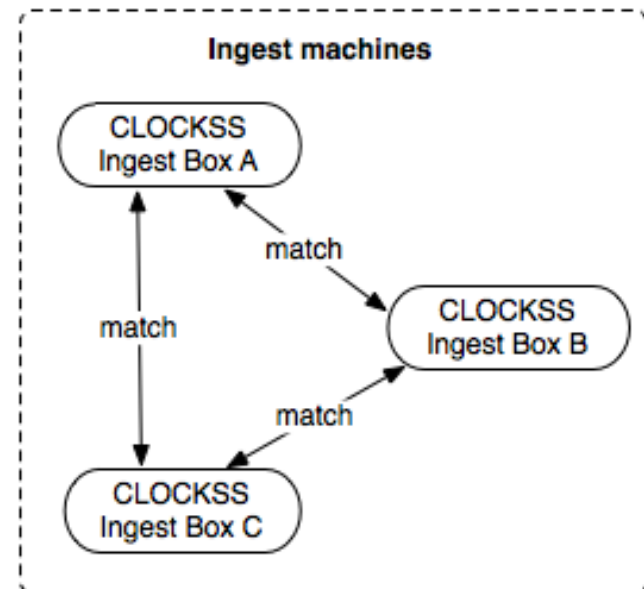 Ingest machines
CLOCKSS
Ingest Box A
match
CLOCKSS
Ingest Box B
match
match
CLOCKSS
Ingest Box C